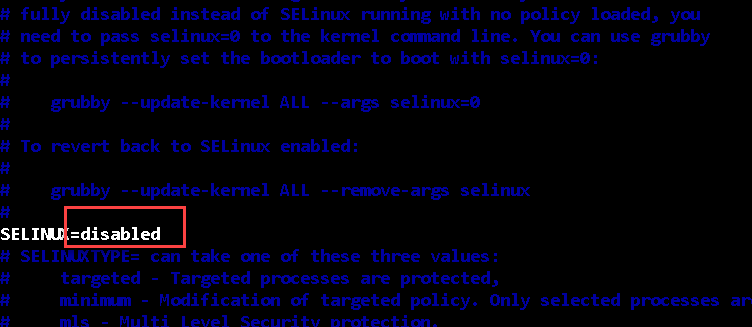 # fully disabled instead of SELinux running with no policy loaded, you
# need to pass selinux=0 to the kernel command line. You can use grubby
# to persistently set the bootloader to boot with selinux=0:
#
#    grubby --update-kernel ALL --args selinux=0
#
# To revert back to SELinux enabled:
#
#    grubby --update-kernel ALL --remove-args selinux
#
SELINUX=disabled
# SELINUXTYPE= can take one of these three values:
#     targeted - Targeted processes are protected,
#     minimum - Modification of targeted policy. Only selected processes ar
#     mls - Multi Level Security protection.